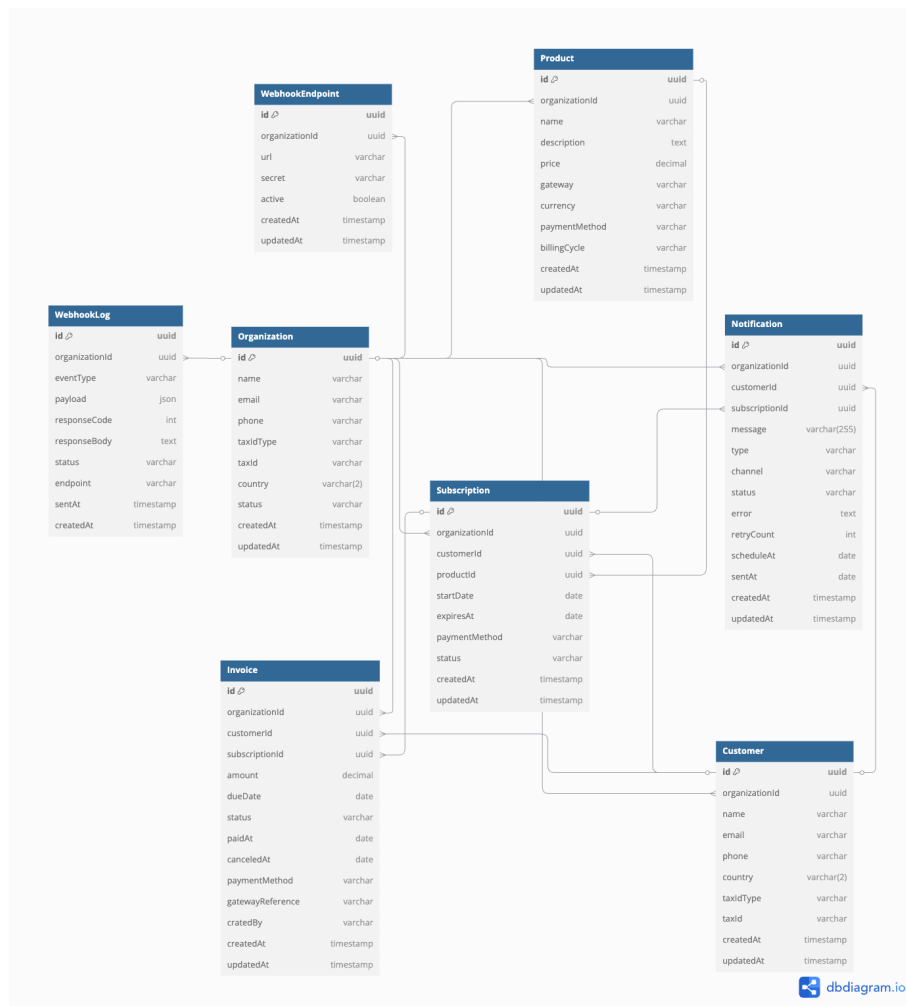 Product
id uuid
organizationId uuid
name varchar
description text
price decimal
gateway varchar
currency varchar
paymentMethod varchar
billingCycle varchar
createdAt timestamp
updatedAt timestamp
WebhookEndpoint
id uuid
organizationId uuid
url varchar
secret varchar
active boolean
createdAt timestamp
updatedAt timestamp
WebhookLog
id uuid
organizationId uuid
eventType varchar
payload json
responseCode int
responseBody text
status varchar
endpoint varchar
sentAt timestamp
createdAt timestamp
Organization
id uuid
name varchar
email varchar
phone varchar
taxIdType varchar
taxId varchar
country varchar(2)
status varchar
createdAt timestamp
updatedAt timestamp
Notification
id uuid
organizationId uuid
customerId uuid
subscriptionId uuid
message varchar(255)
type varchar
channel varchar
status varchar
error text
retryCount int
scheduleAt date
sentAt date
createdAt timestamp
updatedAt timestamp
Subscription
id uuid
organizationId uuid
customerId uuid
productId uuid
startDate date
expiresAt date
paymentMethod varchar
status varchar
createdAt timestamp
updatedAt timestamp
Invoice
id uuid
organizationId uuid
customerId uuid
subscriptionId uuid
amount decimal
dueDate date
status varchar
paidAt date
canceledAt date
paymentMethod varchar
gatewayReference varchar
cratedBy varchar
createdAt timestamp
updatedAt timestamp
Customer
id uuid
organizationId uuid
name varchar
email varchar
phone varchar
country varchar(2)
taxIdType varchar
taxId varchar
createdAt timestamp
updatedAt timestamp
dbdiagram.io